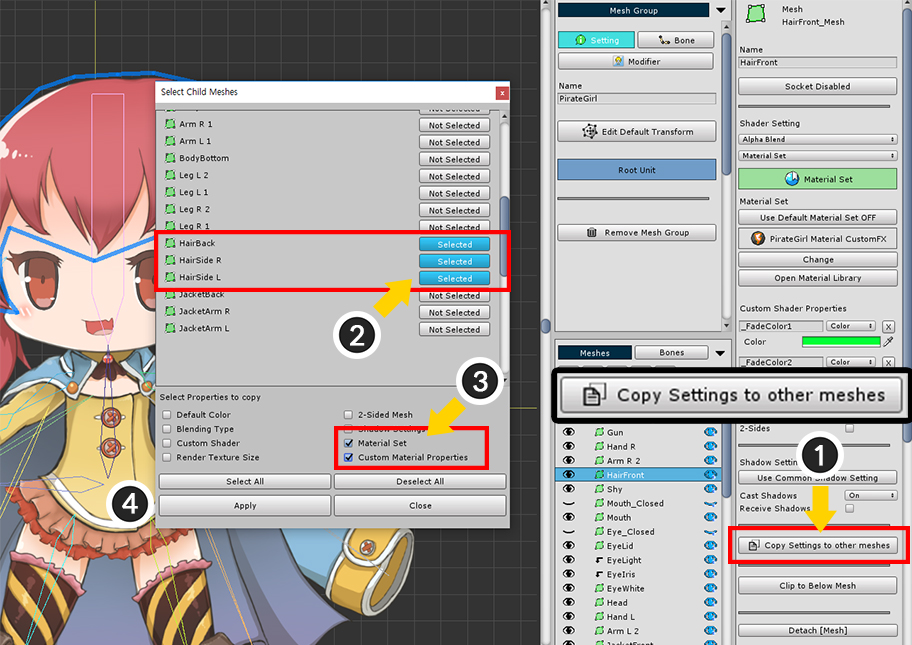 Select Child Meshes
x
Not Selected
Arm R 1
Not Selected
Arm L 1
Not Selected
BodyBottom
Not Selected
Leg L 2
Not Selected
Leg L 1
Not Selected
Leg R 2
Not Selected
Leg R 1
Not Selected
HairBack
Selected
HairSide R
Selected
HairSide L
Selected
JacketBack
Not Selected
JacketArm R
Not Selected
JacketArm L
Not Selected
2
3
Select Properties to copy
Default Color
2-Sided Mesh
Blending Type
Shadow Settings
Custom Shader
Material Set
Render Texture Size
Custom Material Properties
Select All
Deselect All
4
Apply
Close
Mesh Group
Setting
Bone
Modifier
Name
PirateGirl
Edit Default Transform
Root Unit
Remove Mesh Group
Meshes
Bones
Gun
Hand R
Arm R 2
HairFront
Shy
Mouth_Closed
Mouth
Eye_Closed
EyeLid
EyeLight
EyeIris
EyeWhite
Head
Hand L
Arm L 2
JacketFront
Mesh
HairFront_Mesh
Name
HairFront
Socket Disabled
Shader Setting
Alpha Blend
Material Set
Material Set
Material Set
Use Default Material Set OFF
PirateGirl Material CustomFX
Change
Open Material Library
Custom Shader Properties
_FadeColor1
Color
X
Color
_FadeColor2
Color
X
Copy Settings to other meshes
2-Sides
1
Shadow Setting
Use Common Shadow Setting
Cast Shadows
On
Receive Shadows
Copy Settings to other meshes
Clip to Below Mesh
Detach [Mesh]